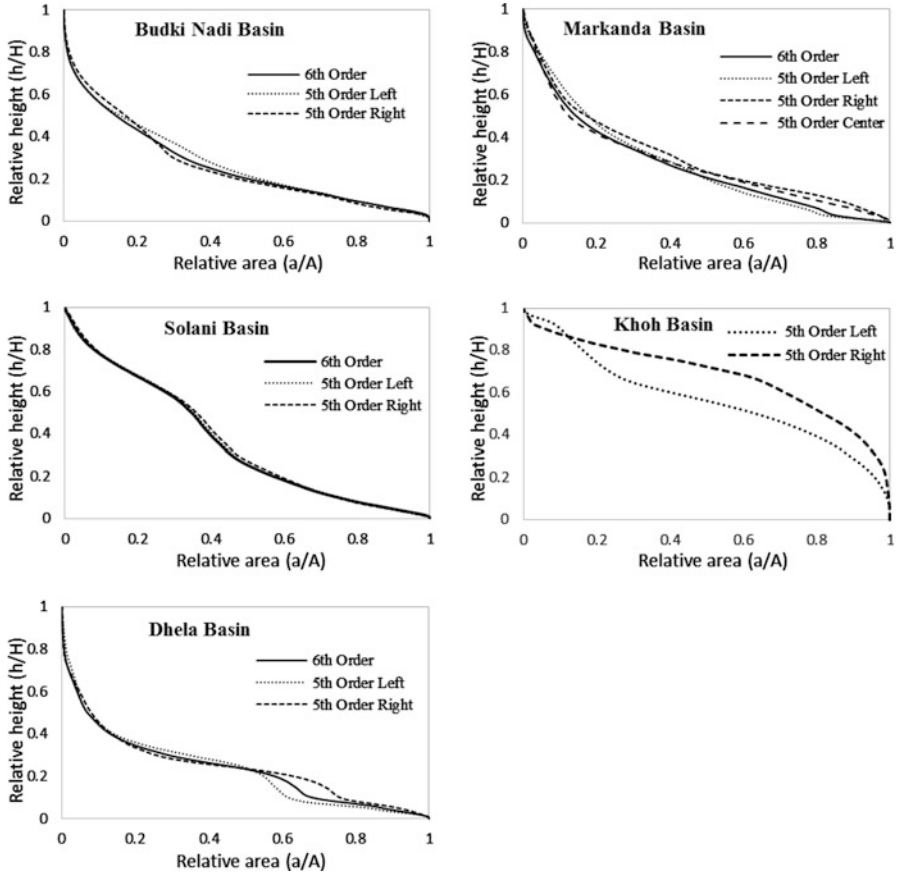 Budki Nadi Basin
Relative height (h/H)
1
0.8
0.6
0.4
0.2
0
6th Order
5th Order Left
5th Order Right
0
0.2
0.4
0.6
0.8
1
Relative area (a/A)
Markanda Basin
Relative height (h/H)
1
0.8
0.6
0.4
0.2
0
6th Order
5th Order Left
5th Order Right
5th Order Center
0
0.2
0.4
0.6
0.8
1
Relative area (a/A)
Solani Basin
Relative height (h/H)
1
0.8
0.6
0.4
0.2
0
6th Order
5th Order Left
5th Order Right
0
0.2
0.4
0.6
0.8
1
Relative area (a/A)
Khoh Basin
Relative height (h/H)
1
0.8
0.6
0.4
0.2
0
5th Order Left
5th Order Right
0
0.2
0.4
0.6
0.8
1
Relative area (a/A)
Dhela Basin
Relative height (h/H)
1
0.8
0.6
0.4
0.2
0
6th Order
5th Order Left
5th Order Right
0
0.2
0.4
0.6
0.8
1
Relative area (a/A)